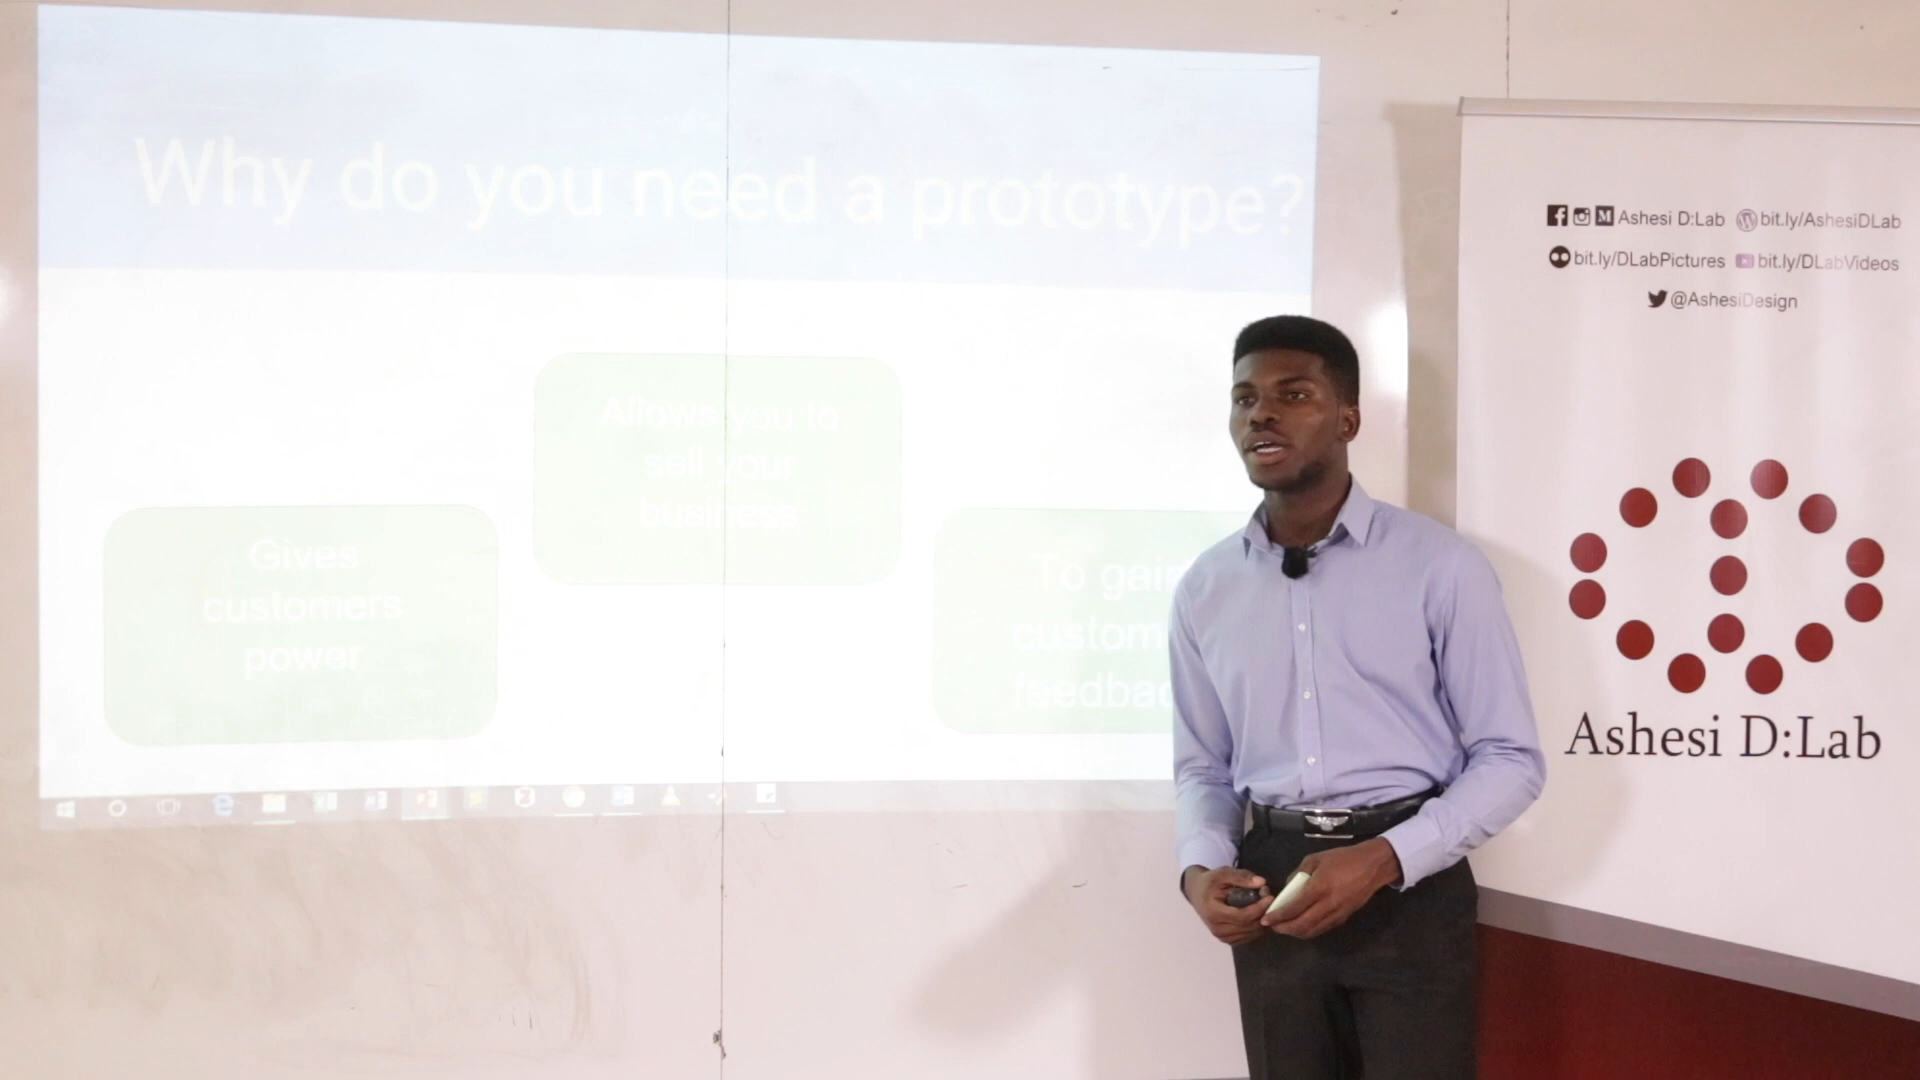 Why do you need a prototype?
Allows you to
sell your
business
Gives
customers
power
To gain
custom
feedbac
Ashesi D:Lab bit.ly/AshesiDLab
bit.ly/DLabPictures bit.ly/DLabVideos
@AshesiDesign
Ashesi D:Lab